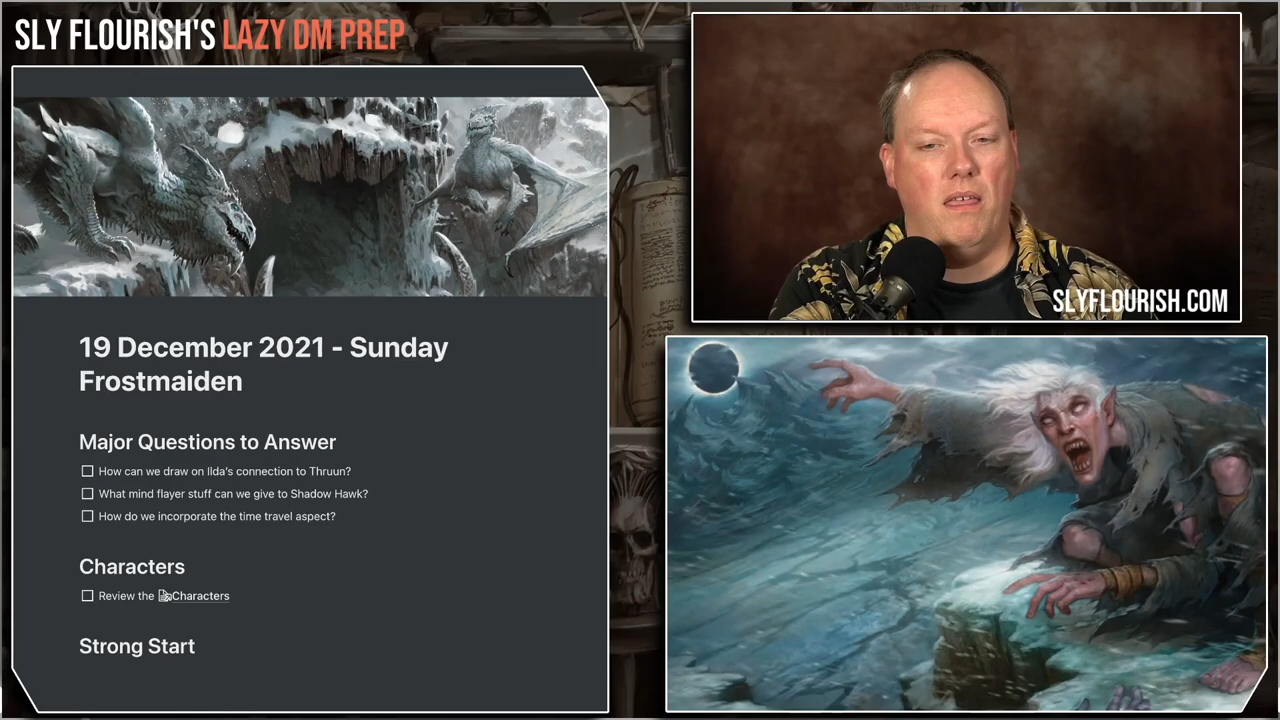 SLY FLOURISH'S LAZY DM PREP
19 December 2021 - Sunday
Frostmaiden
Major Questions to Answer
How can we draw on Ilda's connection to Thruun?
What mind flayer stuff can we give to Shadow Hawk?
How do we incorporate the time travel aspect?
Characters
Review the Characters
Strong Start
SLYFLOURISH.COM